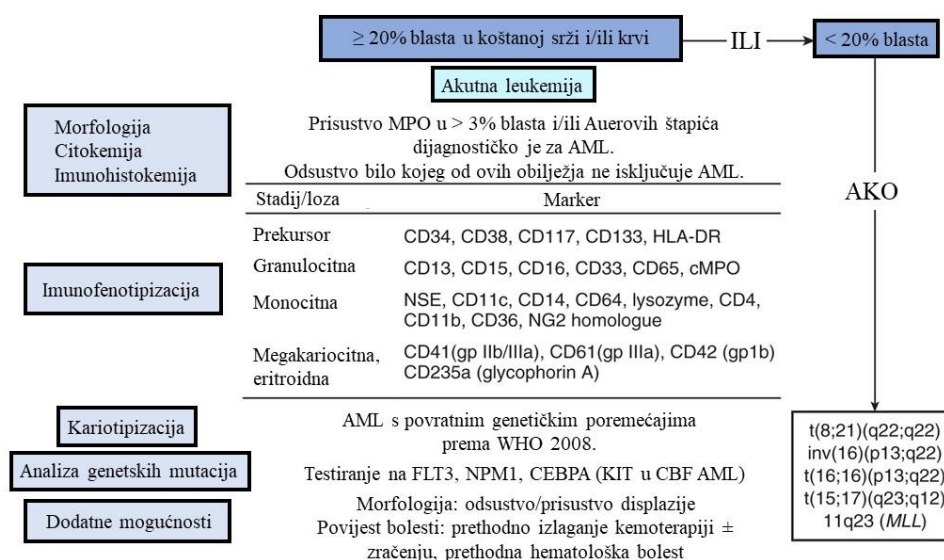 ≥ 20% blasta u koštanoj srži i/ili krvi
ILI
< 20% blasta
Akutna leukemija
Morfologija
Citokemija
Imunohistokemija
Prisustvo MPO u > 3% blasta i/ili Auerovih štapića
dijagnostičko je za AML.
Odsustvo bilo kojeg od ovih obilježja ne isključuje AML.
AKO
Stadij/loza
Marker
Imunofenotipizacija
Prekursor
CD34, CD38, CD117, CD133, HLA-DR
Granulocitna
CD13, CD15, CD16, CD33, CD65, cMPO
Monocitna
NSE, CD11c, CD14, CD64, lysozyme, CD4,
CD11b, CD36, NG2 homologue
Megakariocitna,
eritroidna
CD41(gp IIb/IIIa), CD61(gp IIIa), CD42 (gp1b)
CD235a (glycophorin A)
Kariotipizacija
AML s povratnim genetičkim poremećajima
prema WHO 2008.
Analiza genetskih mutacija
Testiranje na FLT3, NPM1, CEBPA (KIT u CBF AML)
Dodatne mogućnosti
Morfologija: odsustvo/prisustvo displazije
Povijest bolesti: prethodno izlaganje kemoterapiji ±
zračenju, prethodna hematološka bolest
t(8;21)(q22;q22)
inv(16)(p13;q22)
t(16;16)(p13;q22)
t(15;17)(q23;q12)
11q23 (MLL)